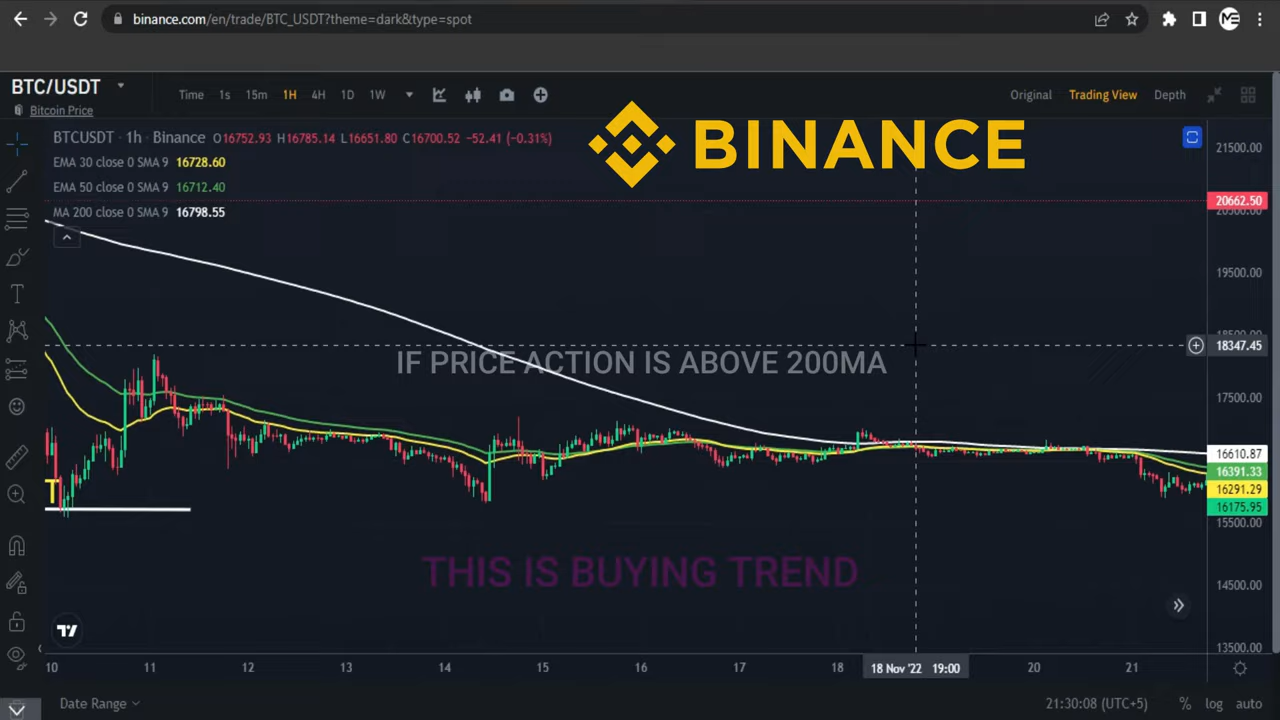 binance.com/en/trade/BTC_USDT?theme=dark&type=spot
BTC/USDT
Bitcoin Price
Time 1s 15m 1H 4H 1D 1W
Original Trading View Depth
BTCUSDT · 1h · Binance O16752.93 H16785.14 L16651.80 C16700.52 −52.41 (−0.31%)
EMA 30 close 0 SMA 9 16728.60
EMA 50 close 0 SMA 9 16712.40
MA 200 close 0 SMA 9 16798.55
BINANCE
21500.00
20662.50
20500.00
19500.00
18500.00
18347.45
IF PRICE ACTION IS ABOVE 200MA
17500.00
16610.87
16391.33
16291.29
16175.95
T
15500.00
THIS IS BUYING TREND
14500.00
13500.00
10 11 12 13 14 15 16 17 18 18 Nov '22 19:00 20 21
Date Range
21:30:08 (UTC+5) % log auto